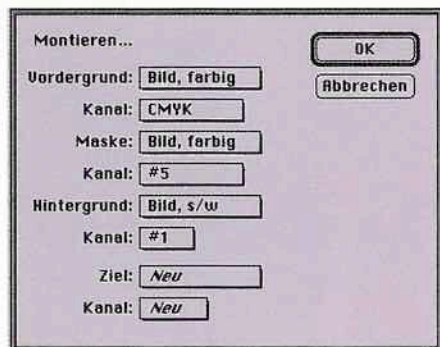 Montieren...
OK
Vordergrund: Bild, farbig
Abbrechen
Kanal: CMYK
Maske: Bild, farbig
Kanal: #5
Hintergrund: Bild, s/w
Kanal: #1
Ziel: Neu
Kanal: Neu